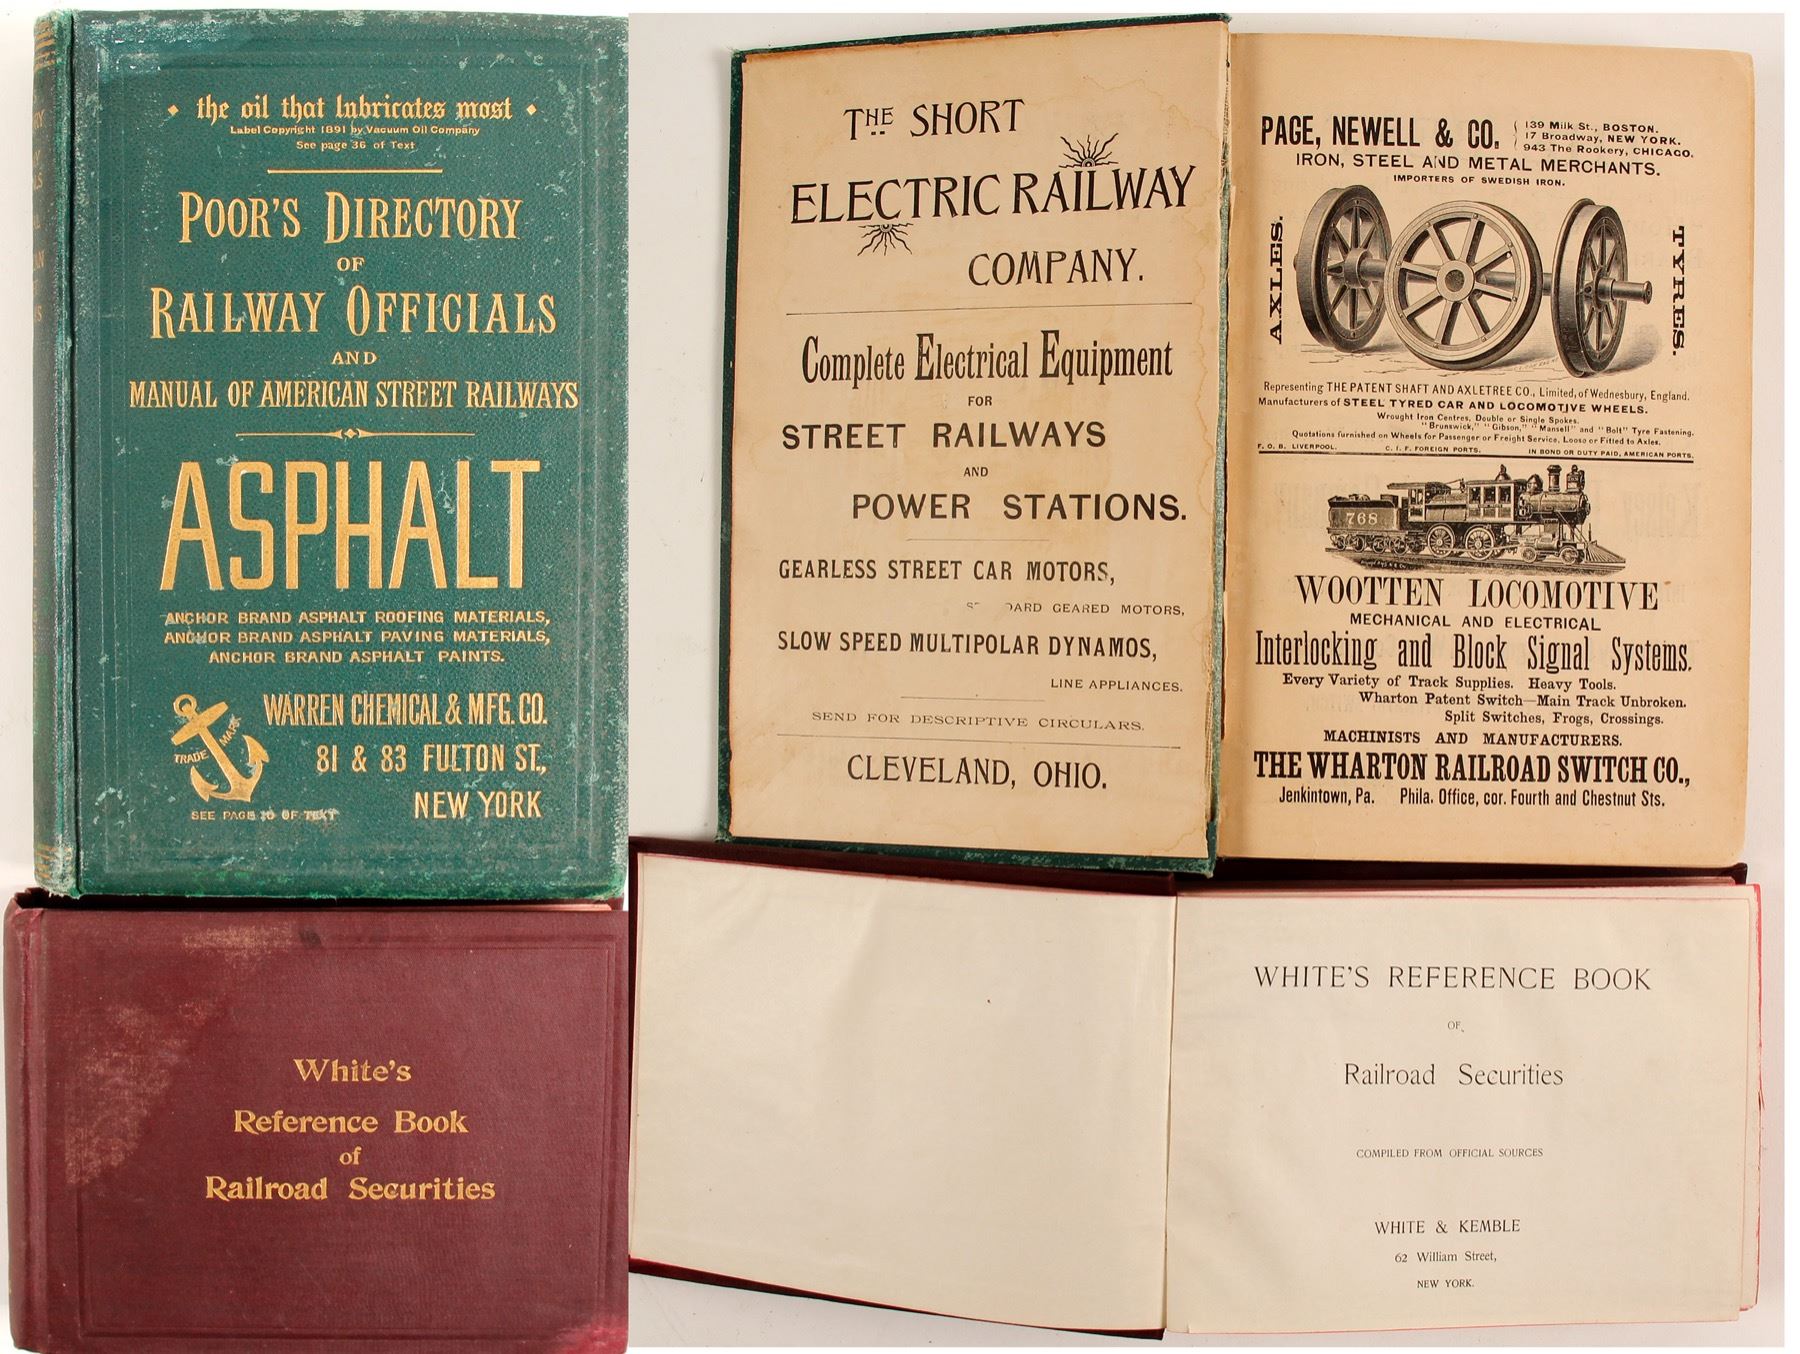 the oil that lubricates most
Label Copyright 1891 by Vacuum Oil Company
See page 36 of Text
POOR'S DIRECTORY
OF
RAILWAY OFFICIALS
AND
MANUAL OF AMERICAN STREET RAILWAYS
ASPHALT
ANCHOR BRAND ASPHALT ROOFING MATERIALS,
ANCHOR BRAND ASPHALT PAVING MATERIALS,
ANCHOR BRAND ASPHALT PAINTS.
TRADE MARK
WARREN CHEMICAL & MFG. CO.
81 & 83 FULTON ST.,
NEW YORK
SEE PAGE OF TEXT
THE SHORT
ELECTRIC RAILWAY
COMPANY.
Complete Electrical Equipment
FOR
STREET RAILWAYS
AND
POWER STATIONS.
GEARLESS STREET CAR MOTORS,
GEARED MOTORS,
SLOW SPEED MULTIPOLAR DYNAMOS,
LINE APPLIANCES.
SEND FOR DESCRIPTIVE CIRCULARS.
CLEVELAND, OHIO.
PAGE, NEWELL & CO.
139 Milk St., BOSTON.
17 Broadway, NEW YORK.
943 The Rookery, CHICAGO.
IRON, STEEL AND METAL MERCHANTS.
IMPORTERS OF SWEDISH IRON.
AXLES.
TYRES.
Representing THE PATENT SHAFT AND AXLETREE CO., Limited, of Wednesbury, England.
Manufacturers of STEEL TYRED CAR AND LOCOMOTIVE WHEELS.
Wrought Iron Centres, Double or Single Spokes.
"Brunswick," "Gibson," "Mansell" and "Bolt" Tyre Fastening.
Quotations furnished on Wheels for Passenger or Freight Service, Loose or Fitted to Axles.
F. O. B. LIVERPOOL. C. I. F. FOREIGN PORTS. IN BOND OR DUTY PAID, AMERICAN PORTS.
768
WOOTTEN LOCOMOTIVE
MECHANICAL AND ELECTRICAL
Interlocking and Block Signal Systems.
Every Variety of Track Supplies. Heavy Tools.
Wharton Patent Switch—Main Track Unbroken.
Split Switches, Frogs, Crossings.
MACHINISTS AND MANUFACTURERS.
THE WHARTON RAILROAD SWITCH CO.,
Jenkintown, Pa. Phila. Office, cor. Fourth and Chestnut Sts.
White's
Reference Book
of
Railroad Securities
WHITE'S REFERENCE BOOK
OF
Railroad Securities
COMPILED FROM OFFICIAL SOURCES
WHITE & KEMBLE
62 William Street,
NEW YORK.